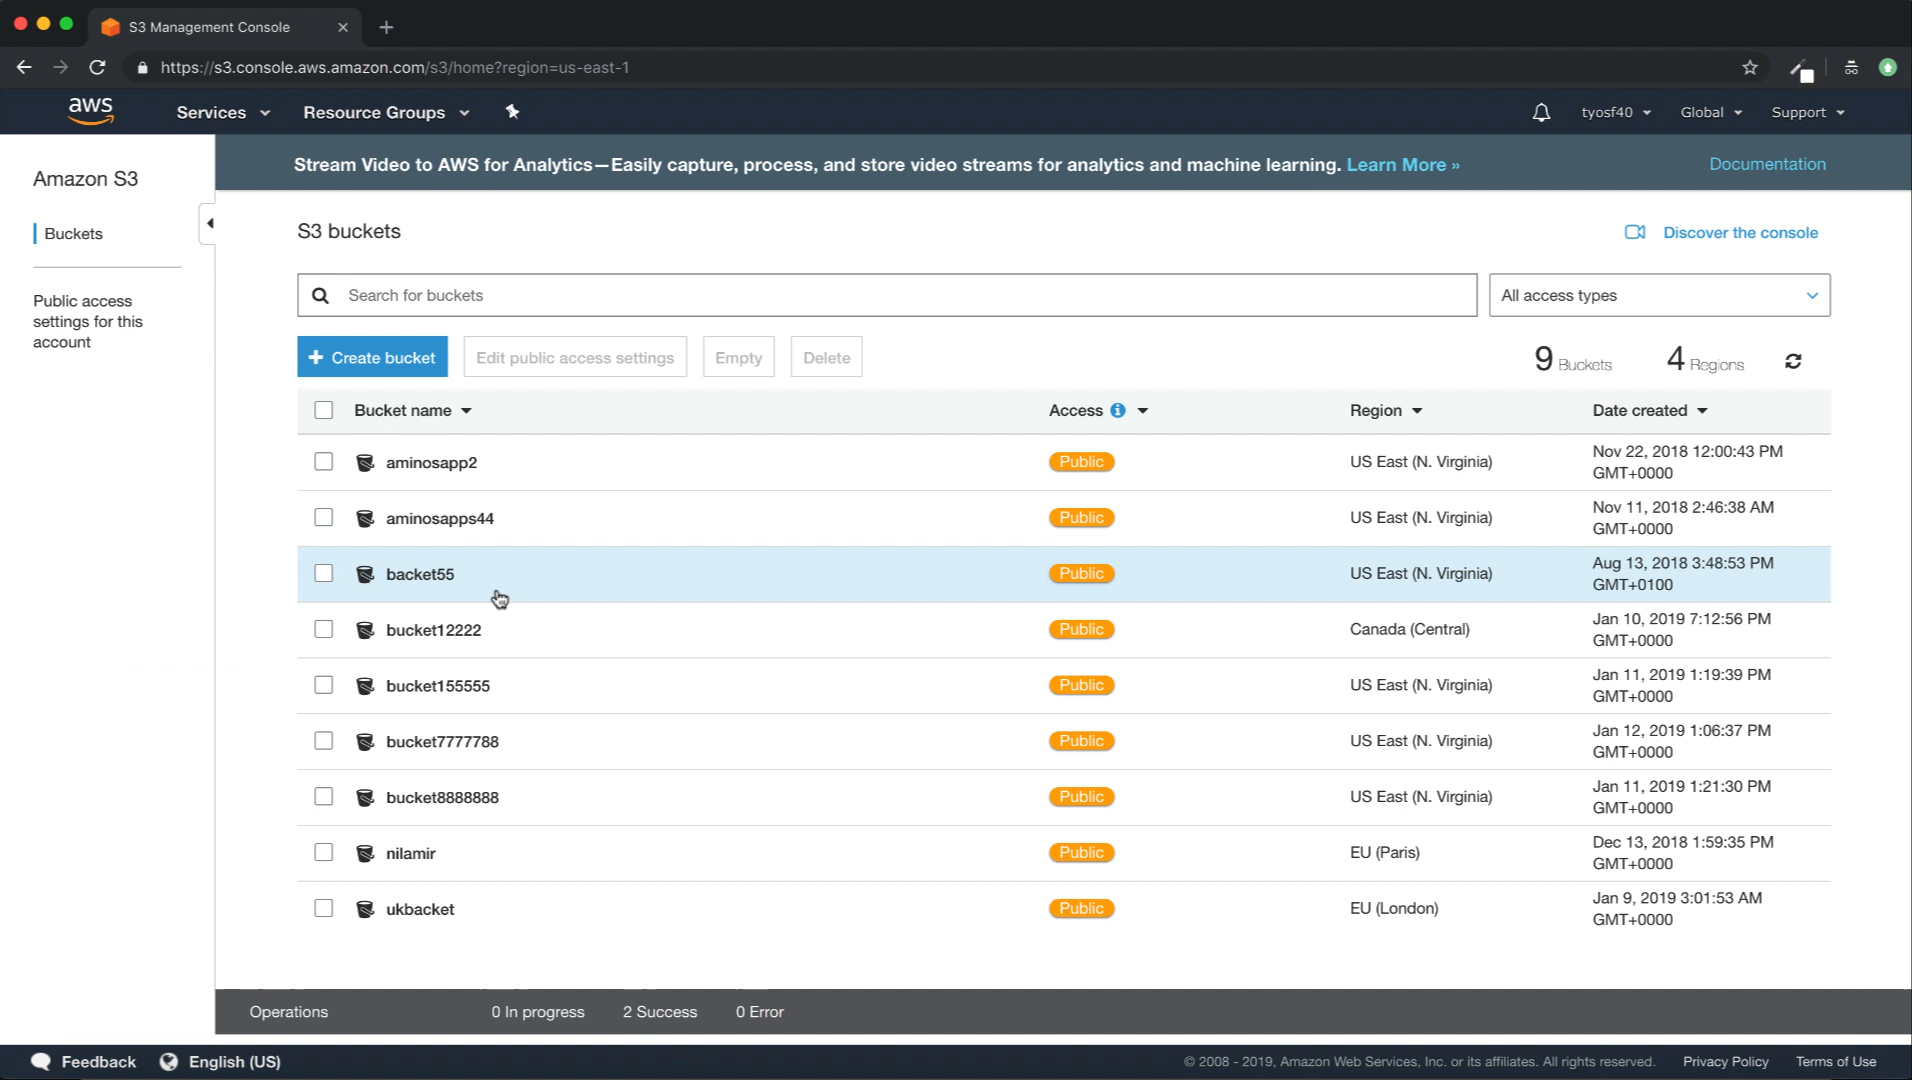 S3 Management Console
https://s3.console.aws.amazon.com/s3/home?region=us-east-1
aws
Services
Resource Groups
tyosf40
Global
Support
Amazon S3
Buckets
Public access
settings for this
account
Stream Video to AWS for Analytics—Easily capture, process, and store video streams for analytics and machine learning. Learn More »
Documentation
S3 buckets
Discover the console
Search for buckets
All access types
+ Create bucket
Edit public access settings
Empty
Delete
9 Buckets
4 Regions
Bucket name
Access
Region
Date created
aminosapp2
Public
US East (N. Virginia)
Nov 22, 2018 12:00:43 PM
GMT+0000
aminosapps44
Public
US East (N. Virginia)
Nov 11, 2018 2:46:38 AM
GMT+0000
backet55
Public
US East (N. Virginia)
Aug 13, 2018 3:48:53 PM
GMT+0100
bucket12222
Public
Canada (Central)
Jan 10, 2019 7:12:56 PM
GMT+0000
bucket155555
Public
US East (N. Virginia)
Jan 11, 2019 1:19:39 PM
GMT+0000
bucket7777788
Public
US East (N. Virginia)
Jan 12, 2019 1:06:37 PM
GMT+0000
bucket8888888
Public
US East (N. Virginia)
Jan 11, 2019 1:21:30 PM
GMT+0000
nilamir
Public
EU (Paris)
Dec 13, 2018 1:59:35 PM
GMT+0000
ukbacket
Public
EU (London)
Jan 9, 2019 3:01:53 AM
GMT+0000
Operations
0 In progress
2 Success
0 Error
Feedback
English (US)
© 2008 - 2019, Amazon Web Services, Inc. or its affiliates. All rights reserved.
Privacy Policy
Terms of Use